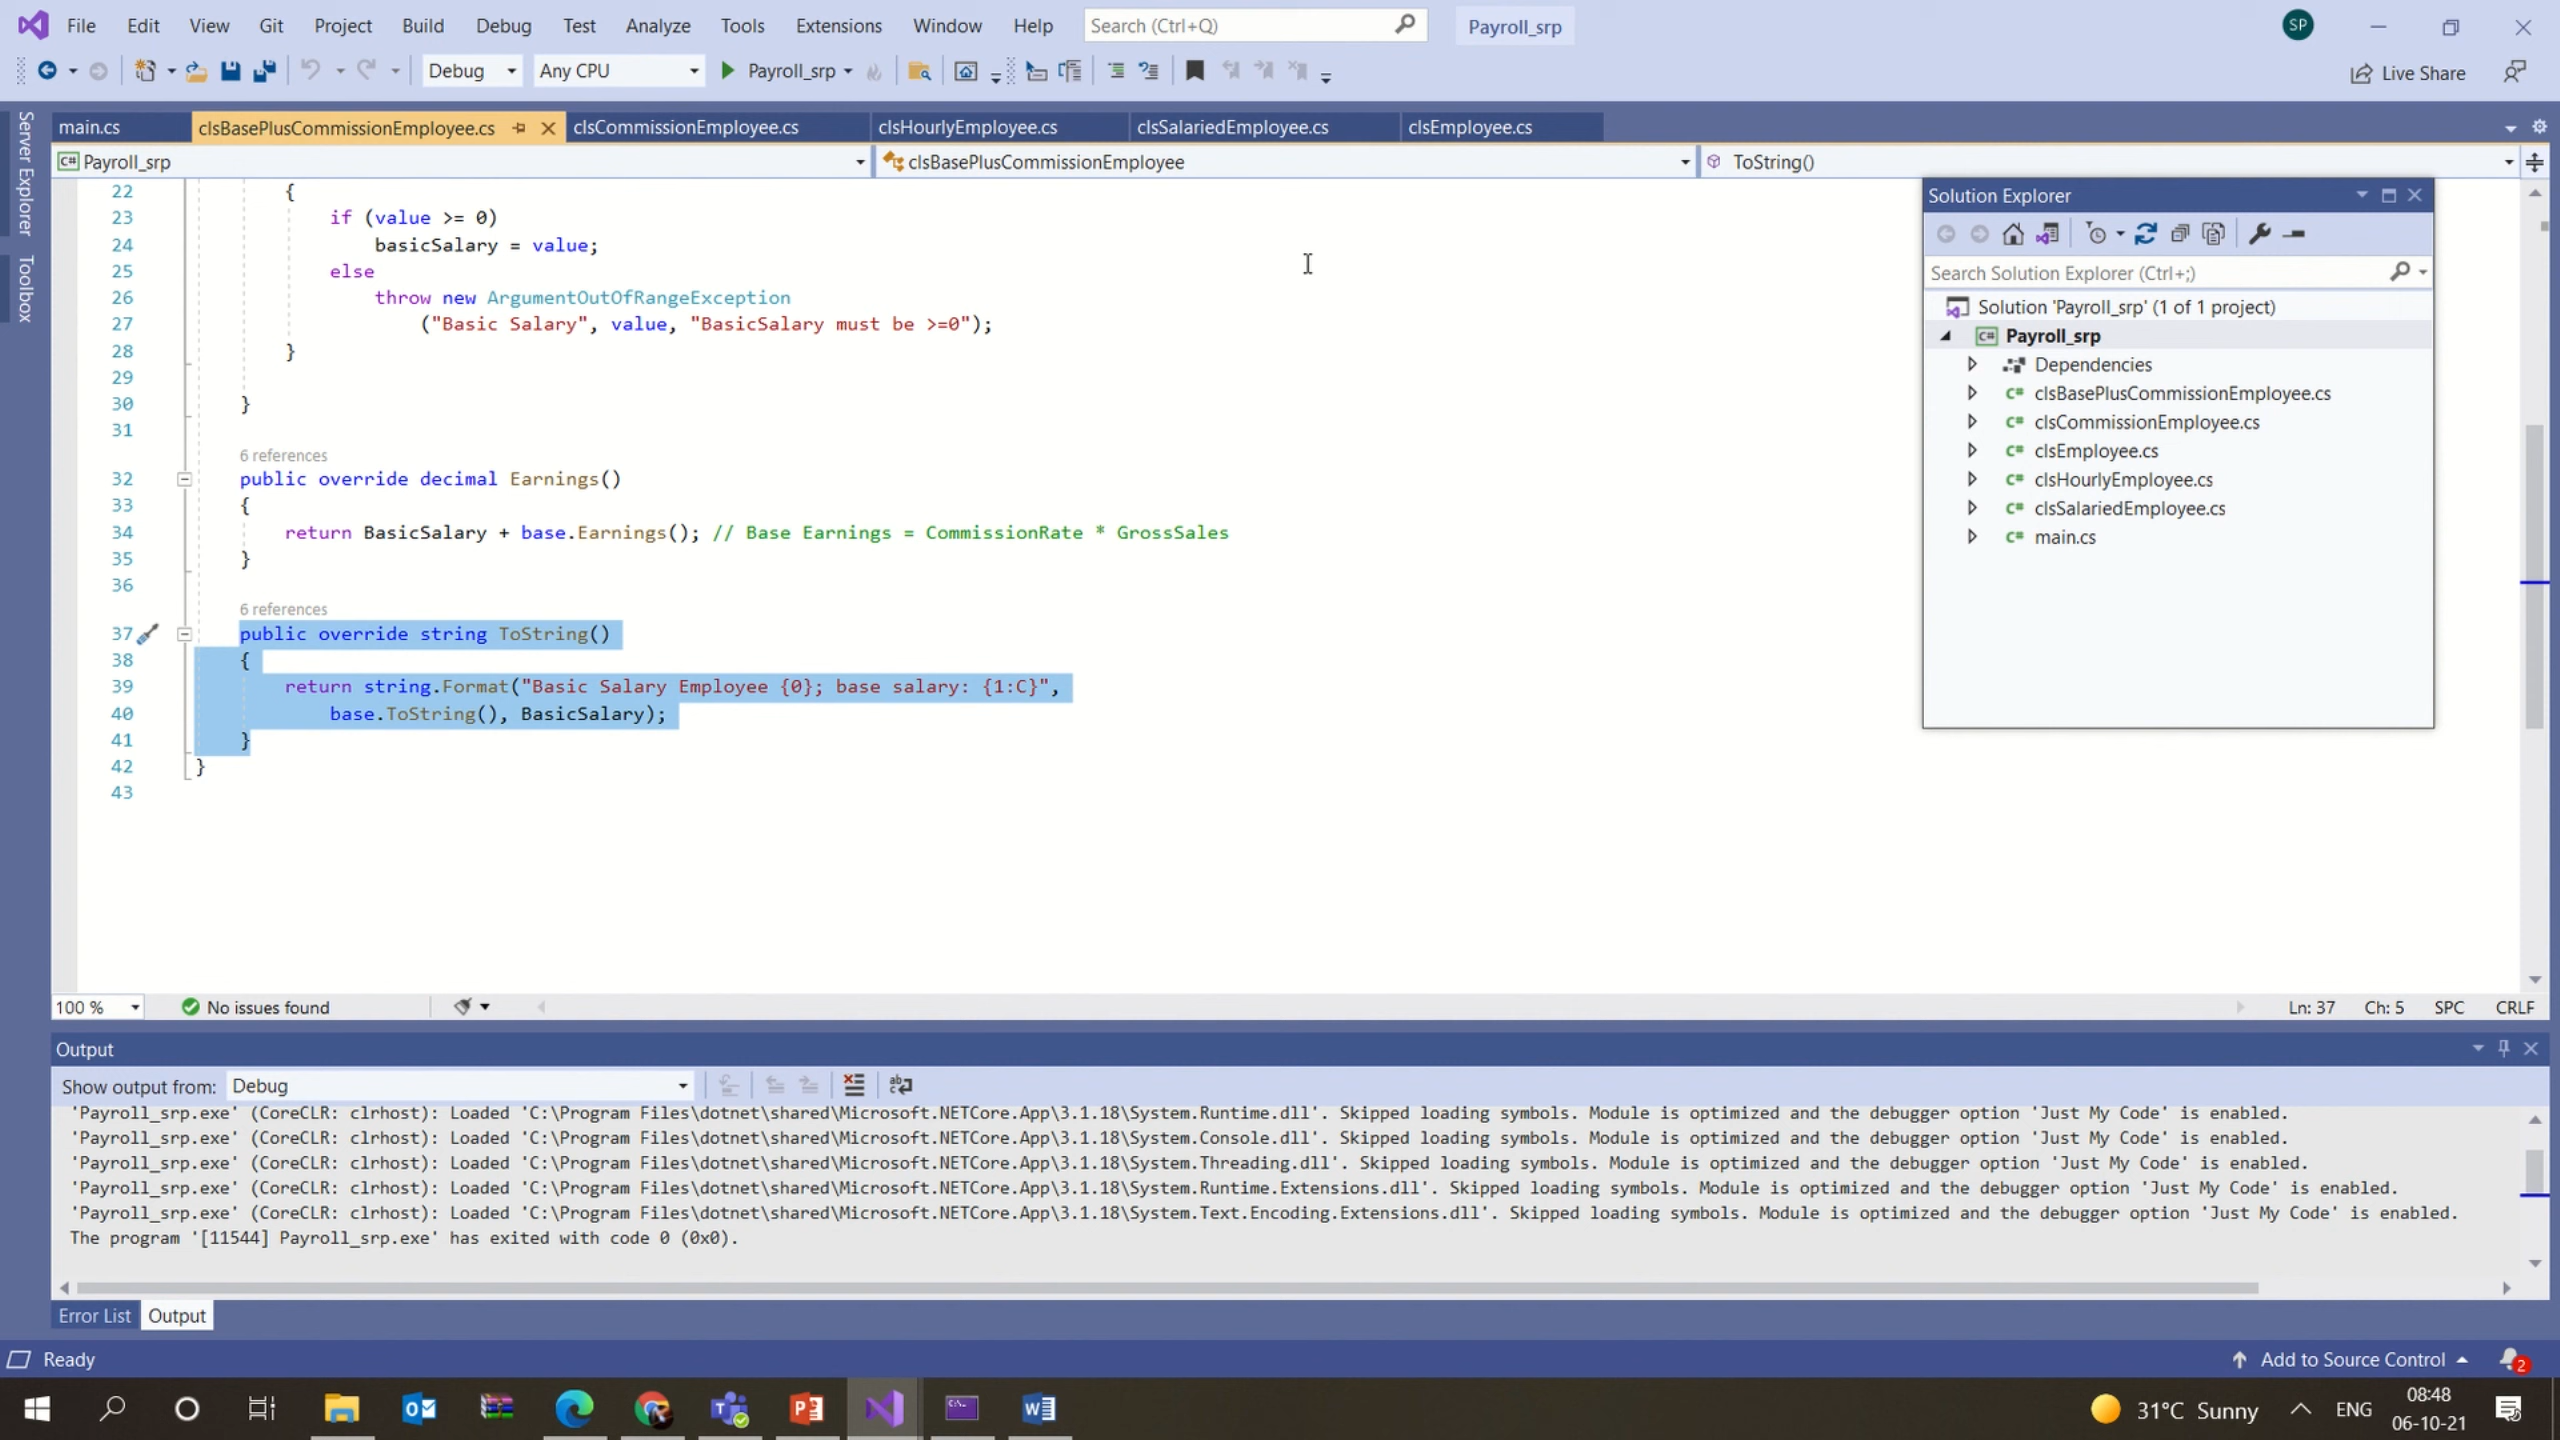 File Edit View Git Project Build Debug Test Analyze Tools Extensions Window Help Search (Ctrl+Q) Payroll_srp SP
Debug Any CPU Payroll_srp Live Share
Server Explorer
Toolbox
main.cs clsBasePlusCommissionEmployee.cs clsCommissionEmployee.cs clsHourlyEmployee.cs clsSalariedEmployee.cs clsEmployee.cs
C# Payroll_srp clsBasePlusCommissionEmployee ToString()
22 {
23 if (value >= 0)
24 basicSalary = value;
25 else
26 throw new ArgumentOutOfRangeException
27 ("Basic Salary", value, "BasicSalary must be >=0");
28 }
29
30 }
31
6 references
32 public override decimal Earnings()
33 {
34 return BasicSalary + base.Earnings(); // Base Earnings = CommissionRate * GrossSales
35 }
36
6 references
37 public override string ToString()
38 {
39 return string.Format("Basic Salary Employee {0}; base salary: {1:C}",
40 base.ToString(), BasicSalary);
41 }
42 }
43
Solution Explorer
Search Solution Explorer (Ctrl+;)
Solution 'Payroll_srp' (1 of 1 project)
C# Payroll_srp
Dependencies
C# clsBasePlusCommissionEmployee.cs
C# clsCommissionEmployee.cs
C# clsEmployee.cs
C# clsHourlyEmployee.cs
C# clsSalariedEmployee.cs
C# main.cs
100 % No issues found Ln: 37 Ch: 5 SPC CRLF
Output
Show output from: Debug
'Payroll_srp.exe' (CoreCLR: clrhost): Loaded 'C:\Program Files\dotnet\shared\Microsoft.NETCore.App\3.1.18\System.Runtime.dll'. Skipped loading symbols. Module is optimized and the debugger option 'Just My Code' is enabled.
'Payroll_srp.exe' (CoreCLR: clrhost): Loaded 'C:\Program Files\dotnet\shared\Microsoft.NETCore.App\3.1.18\System.Console.dll'. Skipped loading symbols. Module is optimized and the debugger option 'Just My Code' is enabled.
'Payroll_srp.exe' (CoreCLR: clrhost): Loaded 'C:\Program Files\dotnet\shared\Microsoft.NETCore.App\3.1.18\System.Threading.dll'. Skipped loading symbols. Module is optimized and the debugger option 'Just My Code' is enabled.
'Payroll_srp.exe' (CoreCLR: clrhost): Loaded 'C:\Program Files\dotnet\shared\Microsoft.NETCore.App\3.1.18\System.Runtime.Extensions.dll'. Skipped loading symbols. Module is optimized and the debugger option 'Just My Code' is enabled.
'Payroll_srp.exe' (CoreCLR: clrhost): Loaded 'C:\Program Files\dotnet\shared\Microsoft.NETCore.App\3.1.18\System.Text.Encoding.Extensions.dll'. Skipped loading symbols. Module is optimized and the debugger option 'Just My Code' is enabled.
The program '[11544] Payroll_srp.exe' has exited with code 0 (0x0).
Error List Output
Ready Add to Source Control 2
31°C Sunny ENG 08:48
06-10-21